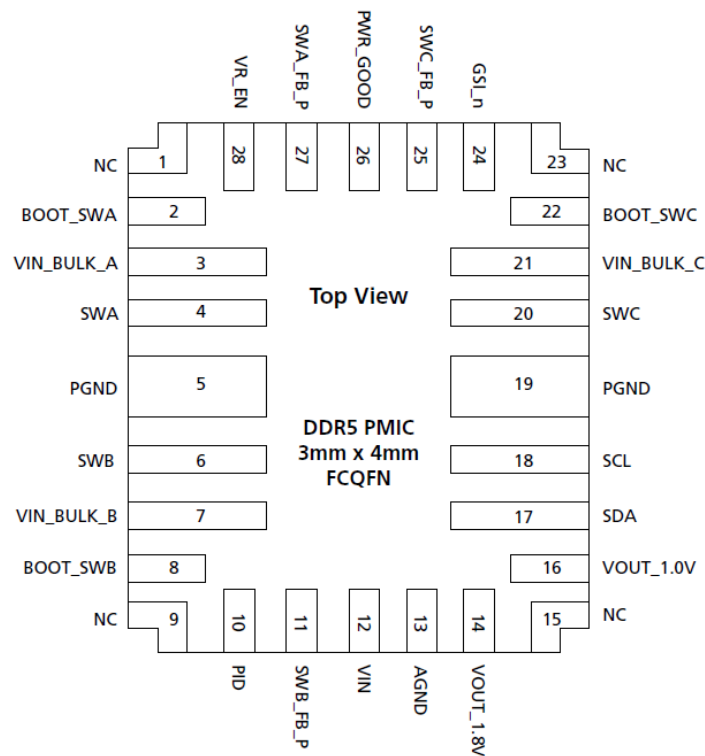 VR_EN
SWA_FB_P
PWR_GOOD
SWC_FB_P
GSI_n
28
27
26
25
24
NC 1 23 NC
BOOT_SWA 2 22 BOOT_SWC
VIN_BULK_A 3 21 VIN_BULK_C
Top View
SWA 4 20 SWC
PGND 5 19 PGND
DDR5 PMIC
3mm x 4mm
FCQFN
SWB 6 18 SCL
VIN_BULK_B 7 17 SDA
BOOT_SWB 8 16 VOUT_1.0V
NC 9 15 NC
10
11
12
13
14
PID
SWB_FB_P
VIN
AGND
VOUT_1.8V